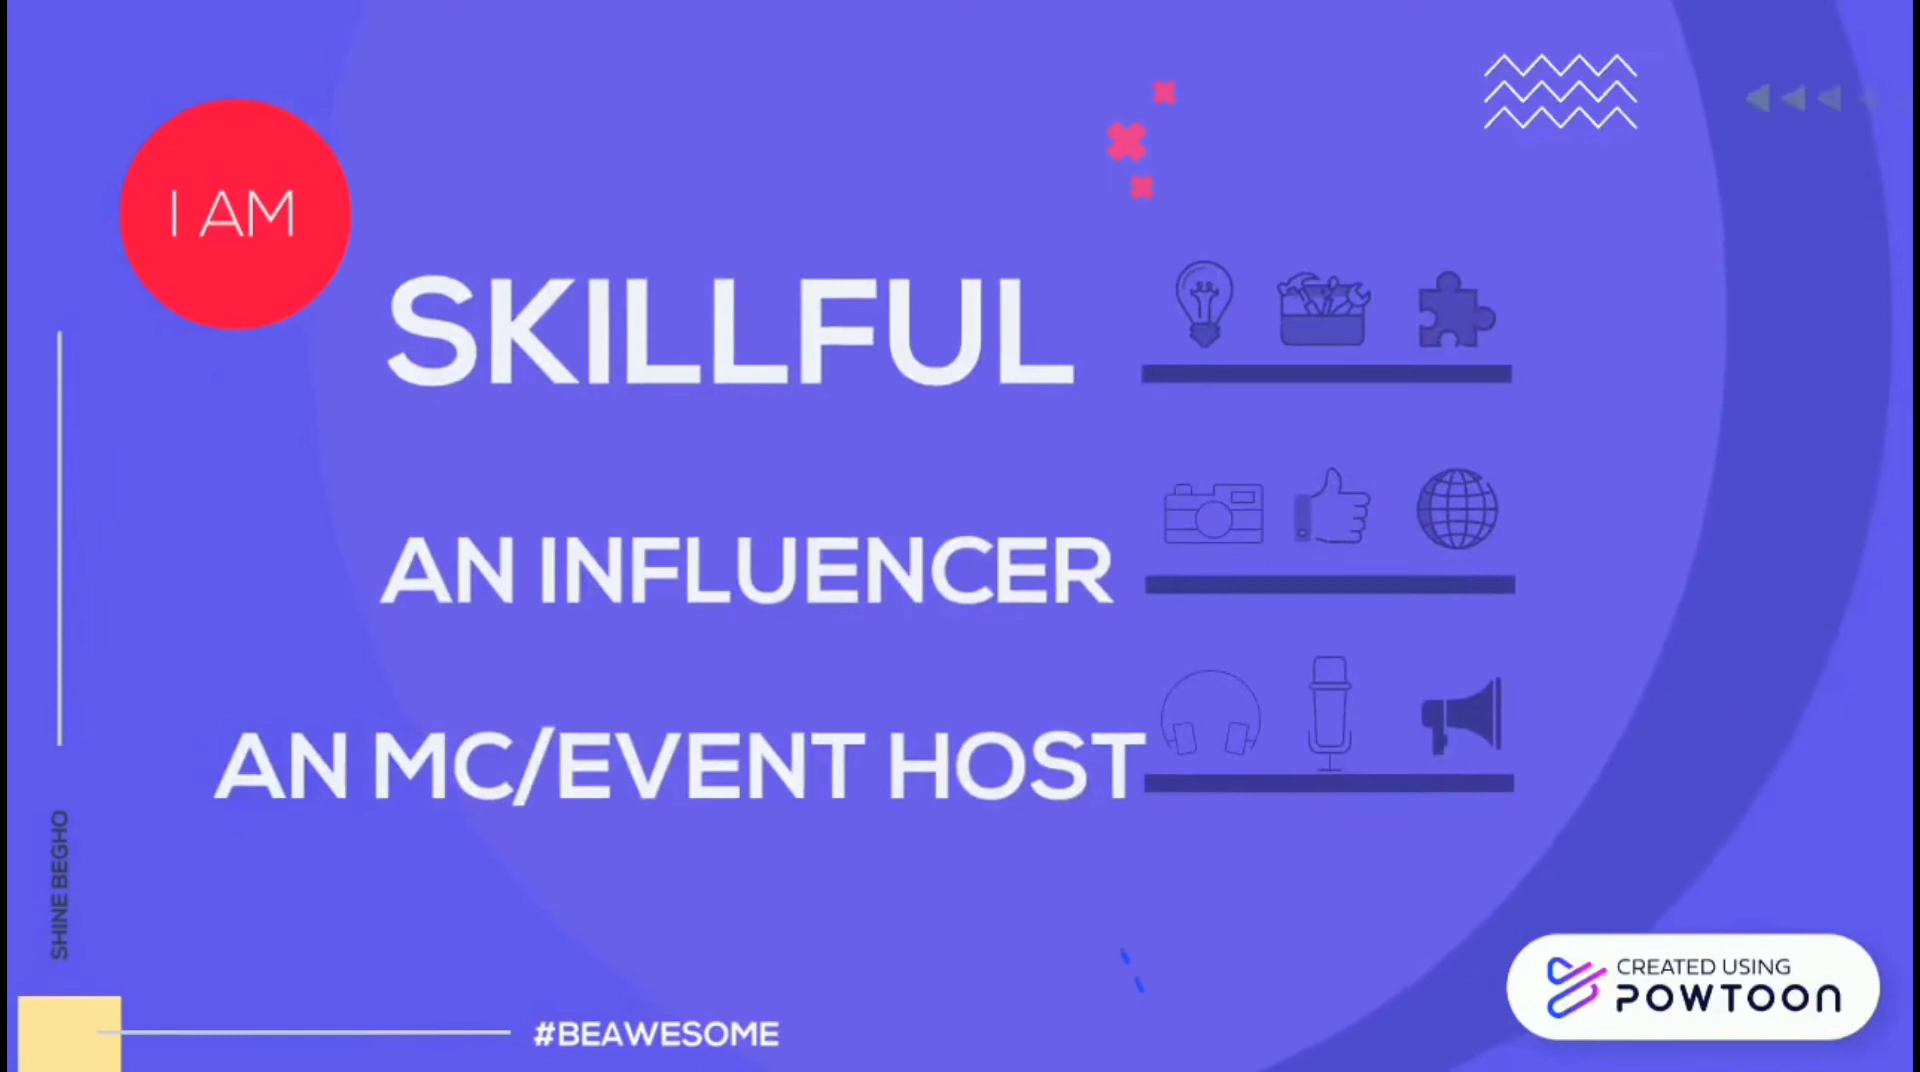 I AM
SKILLFUL
AN INFLUENCER
AN MC/EVENT HOST
SHINE BEGHO
#BEAWESOME
CREATED USING
POWTOON